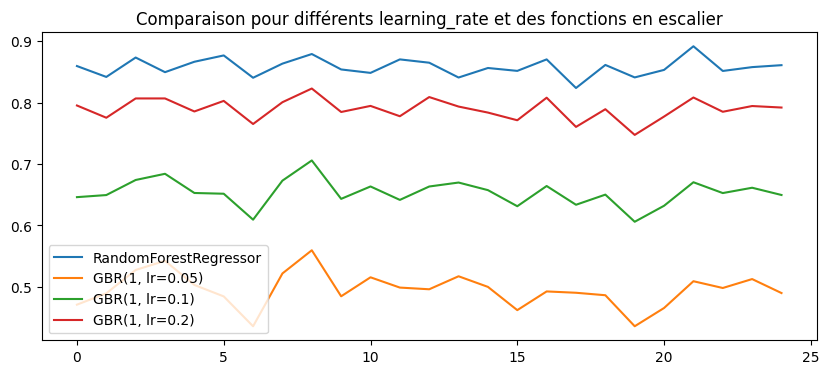 Comparaison pour différents learning_rate et des fonctions en escalier
0.9
0.8
0.7
0.6
0.5
RandomForestRegressor
GBR(1, lr=0.05)
GBR(1, lr=0.1)
GBR(1, lr=0.2)
0 5 10 15 20 25